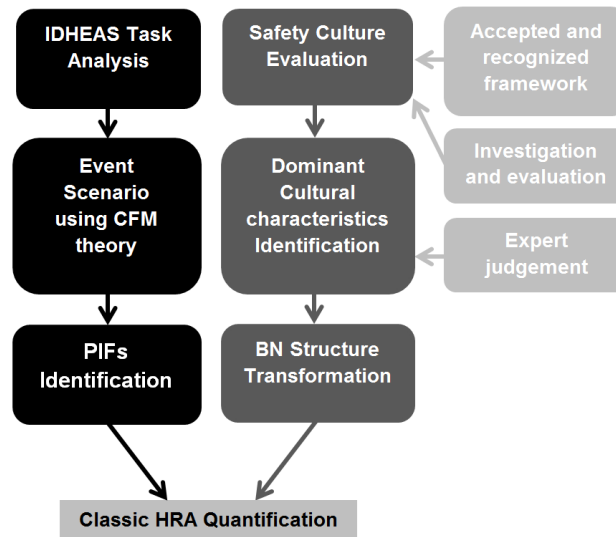 IDHEAS Task
Analysis
Safety Culture
Evaluation
Accepted and
recognized
framework
Investigation
and evaluation
Event
Scenario
using CFM
theory
Dominant
Cultural
characteristics
Identification
Expert
judgement
PIFs
Identification
BN Structure
Transformation
Classic HRA Quantification